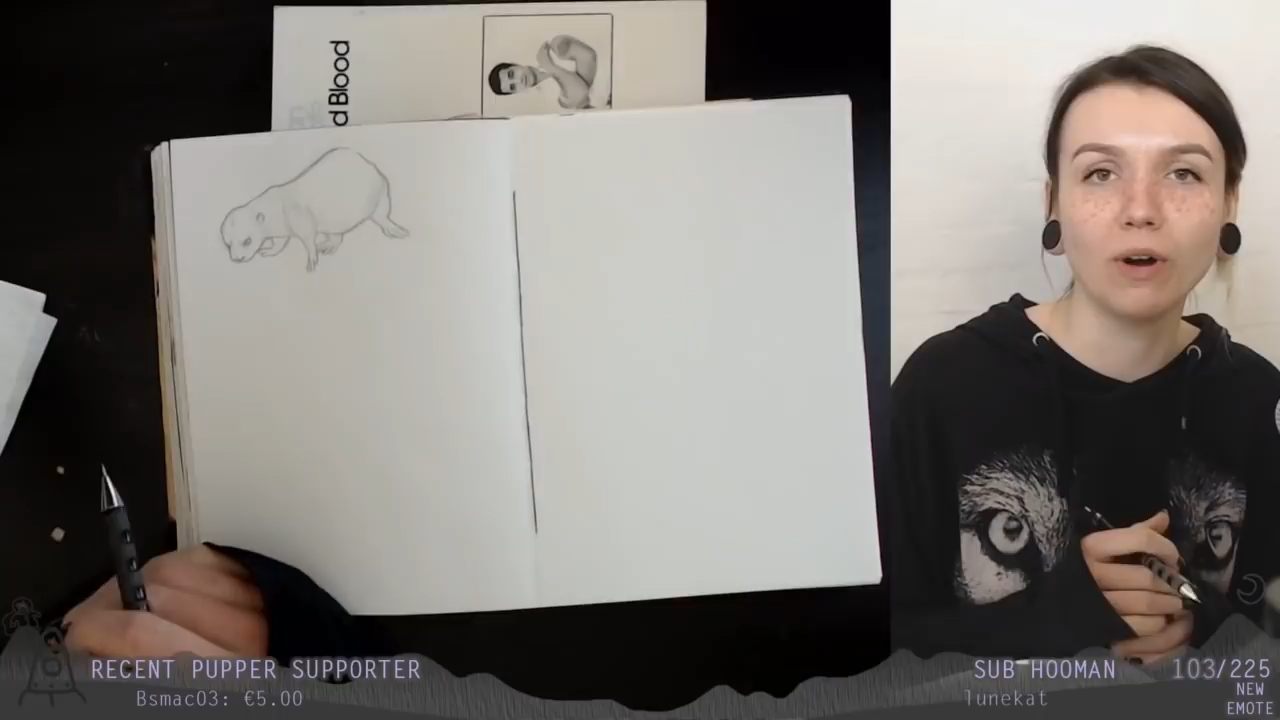 d Blood
RECENT PUPPER SUPPORTER
Bsmac03: €5.00
SUB HOOMAN 103/225
lunekat
NEW
EMOTE